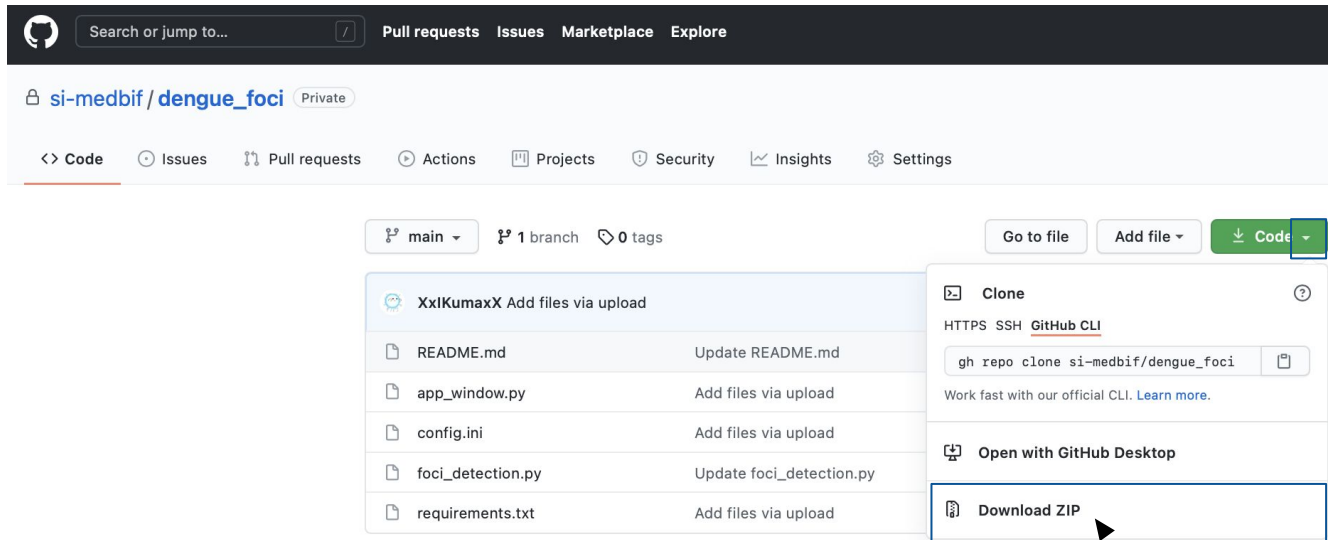 Search or jump to... / Pull requests Issues Marketplace Explore
si-medbif / dengue_foci Private
<> Code Issues Pull requests Actions Projects Security Insights Settings
main 1 branch 0 tags Go to file Add file Code
XxIKumaxX Add files via upload
README.md Update README.md
app_window.py Add files via upload
config.ini Add files via upload
foci_detection.py Update foci_detection.py
requirements.txt Add files via upload
Clone ?
HTTPS SSH GitHub CLI
gh repo clone si-medbif/dengue_foci
Work fast with our official CLI. Learn more.
Open with GitHub Desktop
Download ZIP